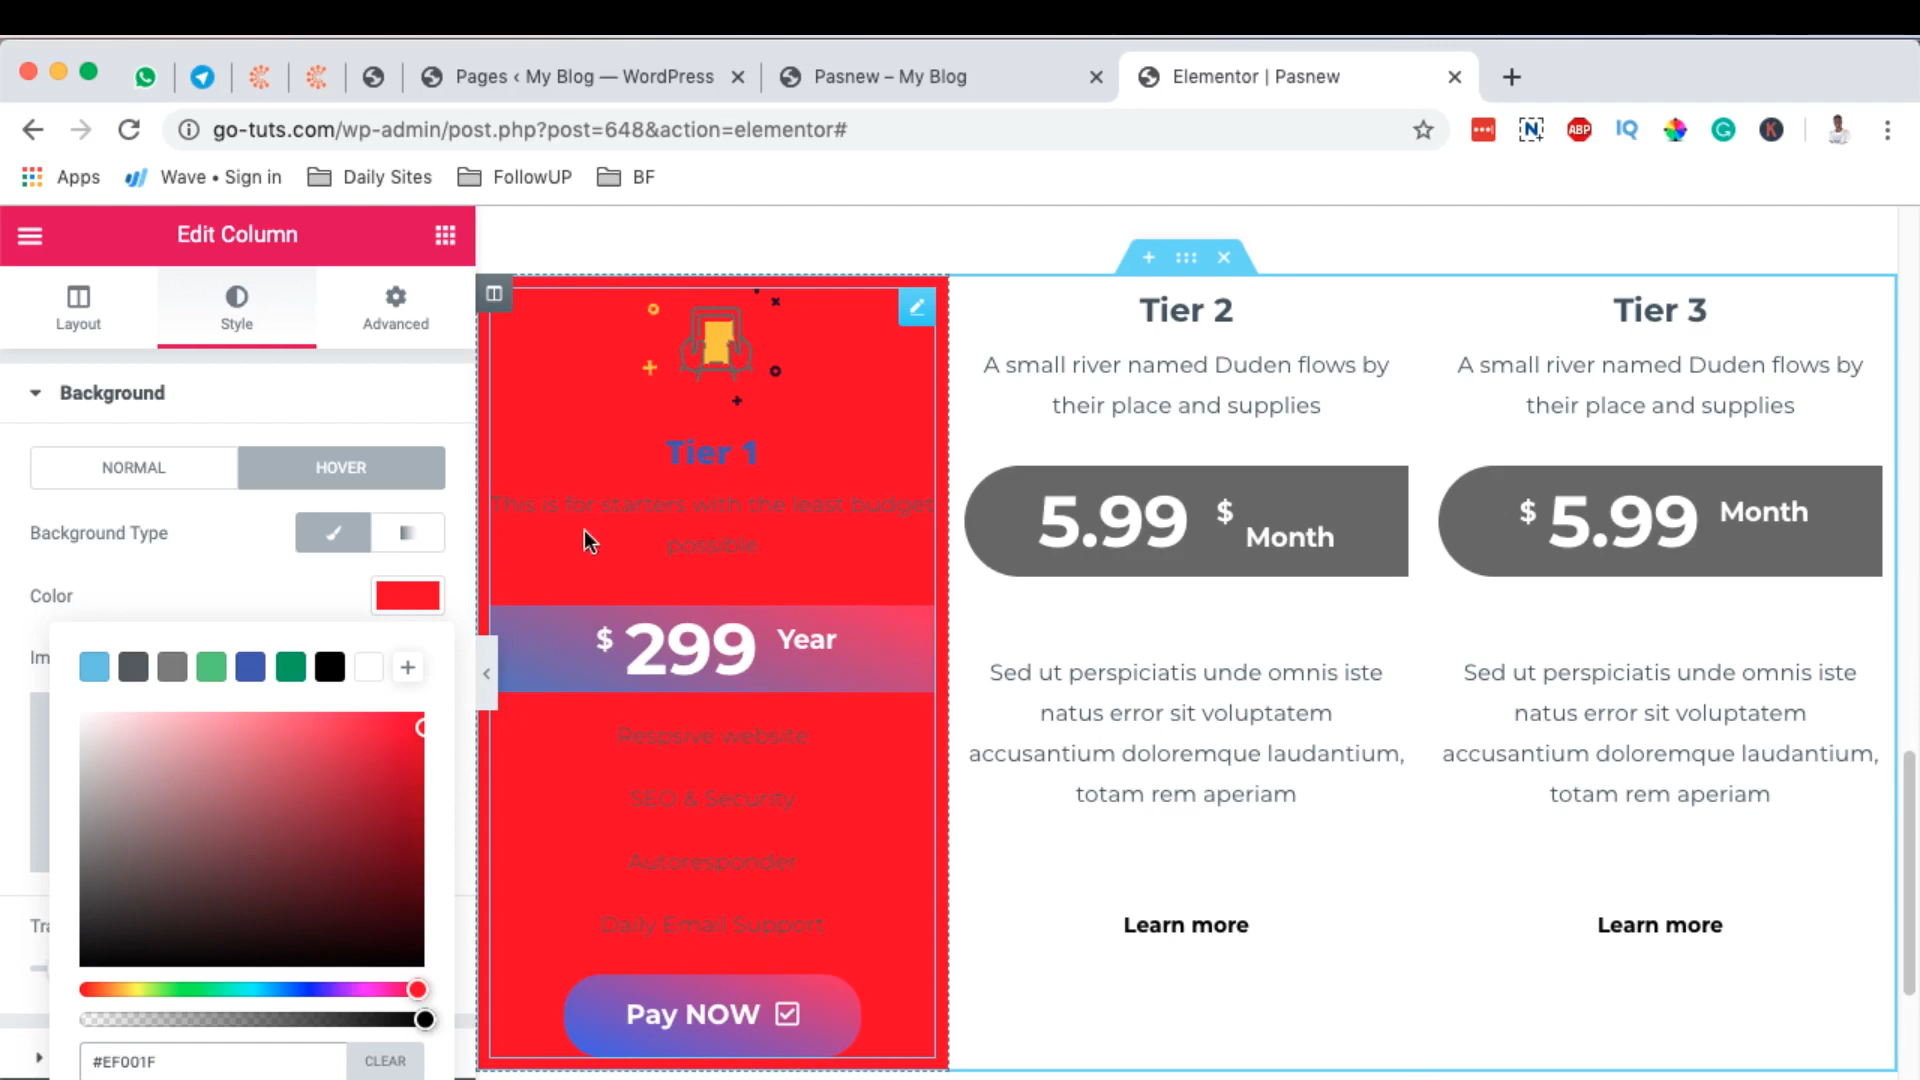 Pages ‹ My Blog — WordPress
Pasnew – My Blog
Elementor | Pasnew
go-tuts.com/wp-admin/post.php?post=648&action=elementor#
ABP
IQ
Apps
Wave • Sign in
Daily Sites
FollowUP
BF
Edit Column
Layout
Style
Advanced
Background
NORMAL
HOVER
Background Type
Color
Im
Tra
#EF001F
CLEAR
Tier 1
This is for starters with the least budget
possible
$ 299 Year
Respsive website
SEO & Security
Autoresponder
Daily Email Support
Pay NOW
Tier 2
A small river named Duden flows by
their place and supplies
5.99 $ Month
Sed ut perspiciatis unde omnis iste
natus error sit voluptatem
accusantium doloremque laudantium,
totam rem aperiam
Learn more
Tier 3
A small river named Duden flows by
their place and supplies
$ 5.99 Month
Sed ut perspiciatis unde omnis iste
natus error sit voluptatem
accusantium doloremque laudantium,
totam rem aperiam
Learn more